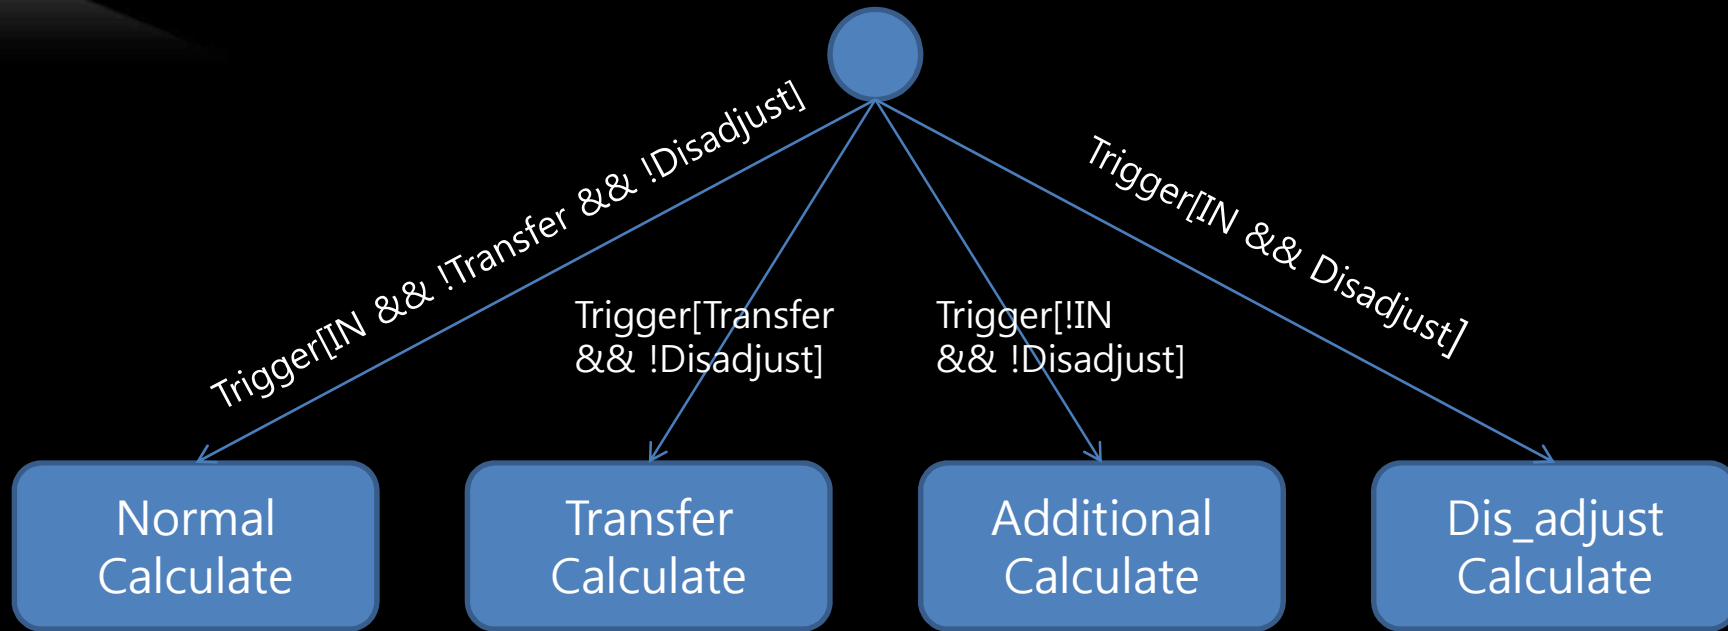 Trigger[IN && !Transfer && !Disadjust]
Trigger[Transfer
&& !Disadjust]
Trigger[!IN
&& !Disadjust]
Trigger[IN && Disadjust]
Normal
Calculate
Transfer
Calculate
Additional
Calculate
Dis_adjust
Calculate